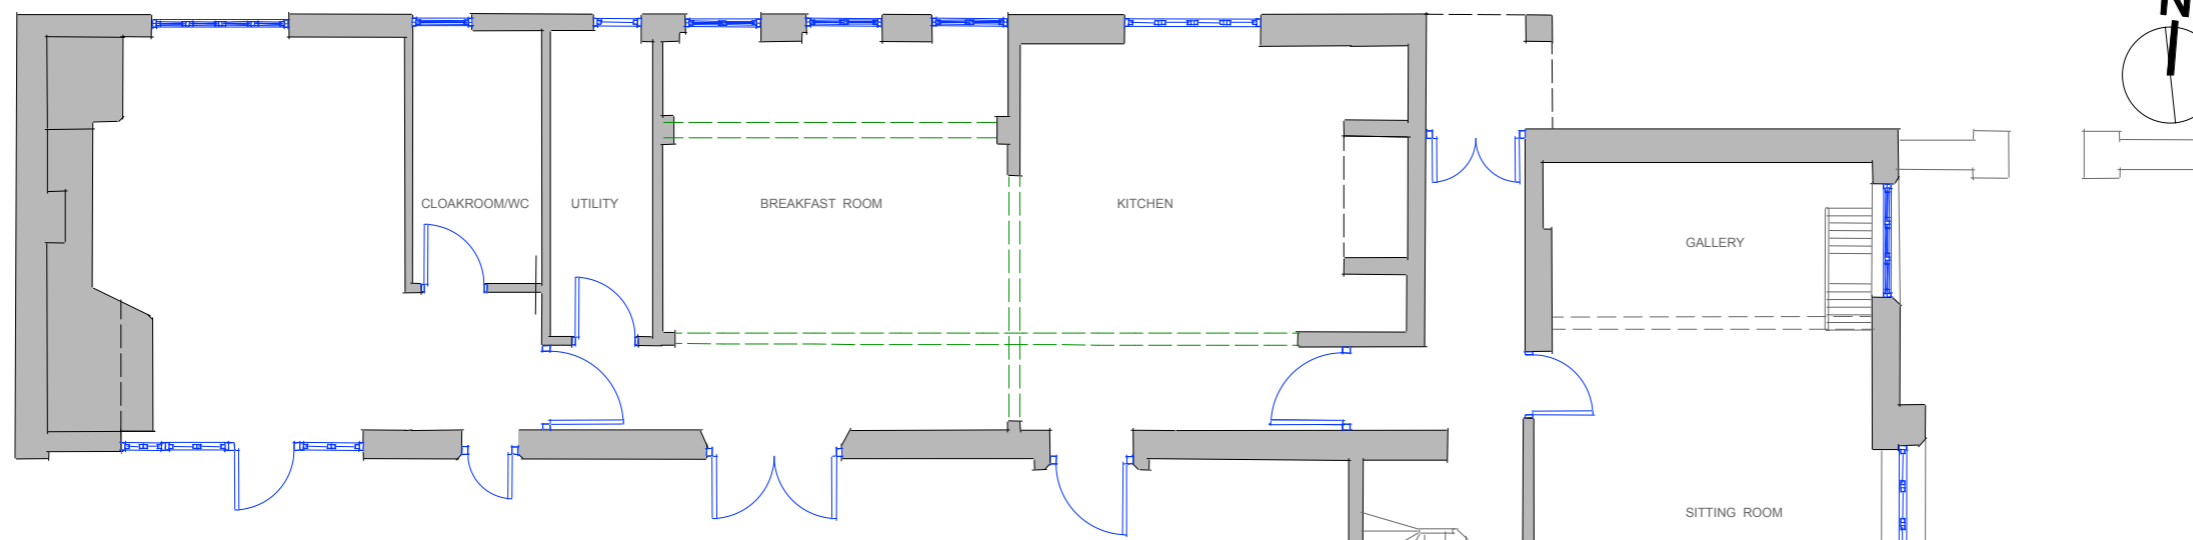 N
CLOAKROOM/WC
UTILITY
BREAKFAST ROOM
KITCHEN
GALLERY
SITTING ROOM